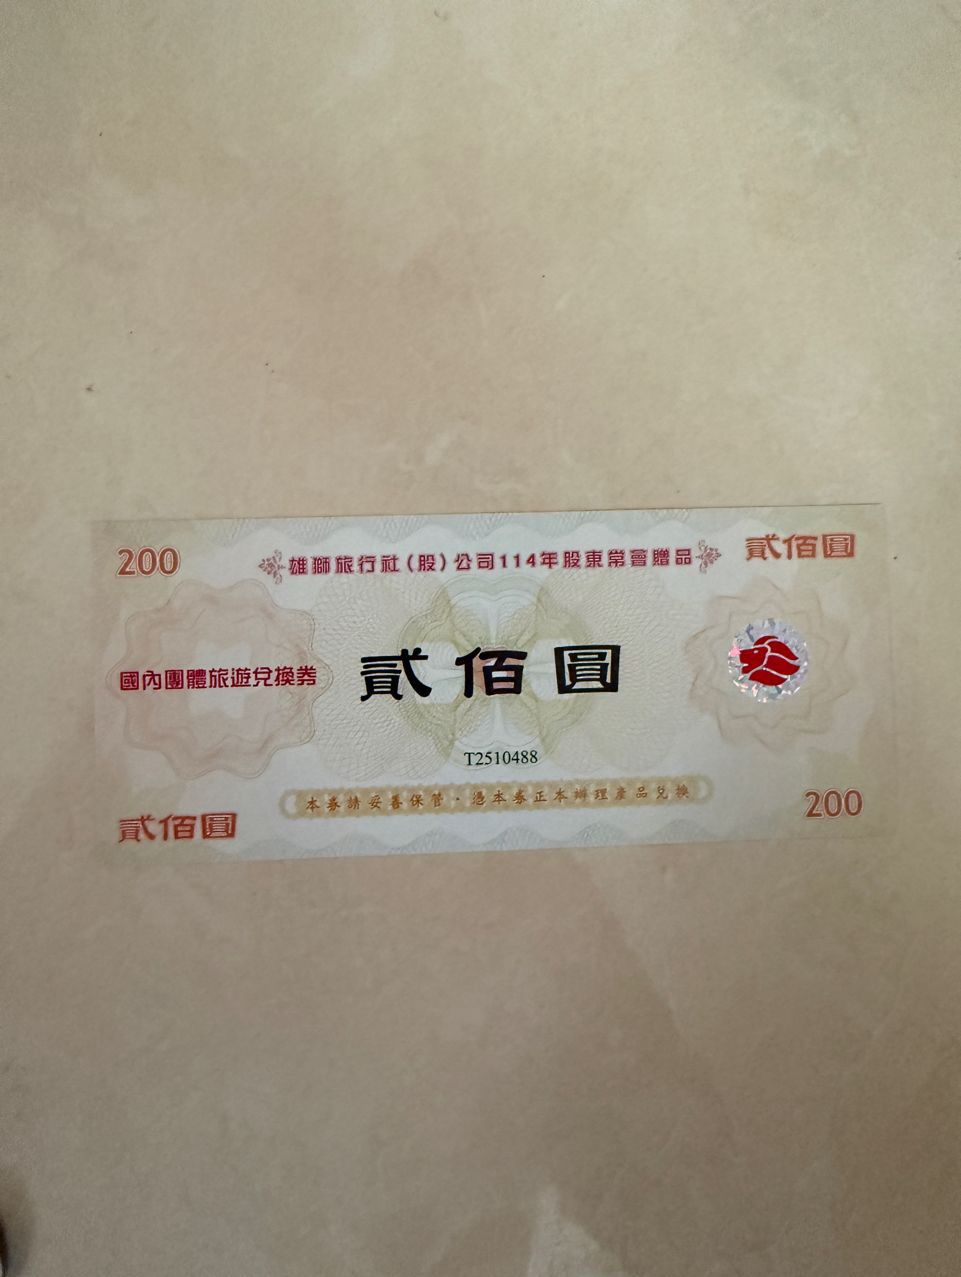 200
雄獅旅行社(股)公司114年股東常會贈品
貳佰圓
國內團體旅遊兌換券
貳佰圓
T2510488
本券請妥善保管‧憑本券正本辦理產品兌換
貳佰圓
200